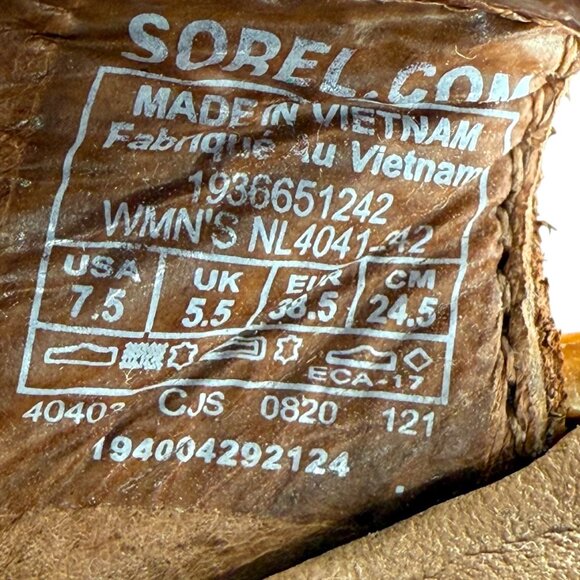 SOREL.COM
MADE IN VIETNAM
Fabriqué Au Vietnam
1936651242
WMN'S NL4041-242
USA UK EUR CM
7.5 5.5 38.5 24.5
ECA-17
CJS 0820 121
194004292124